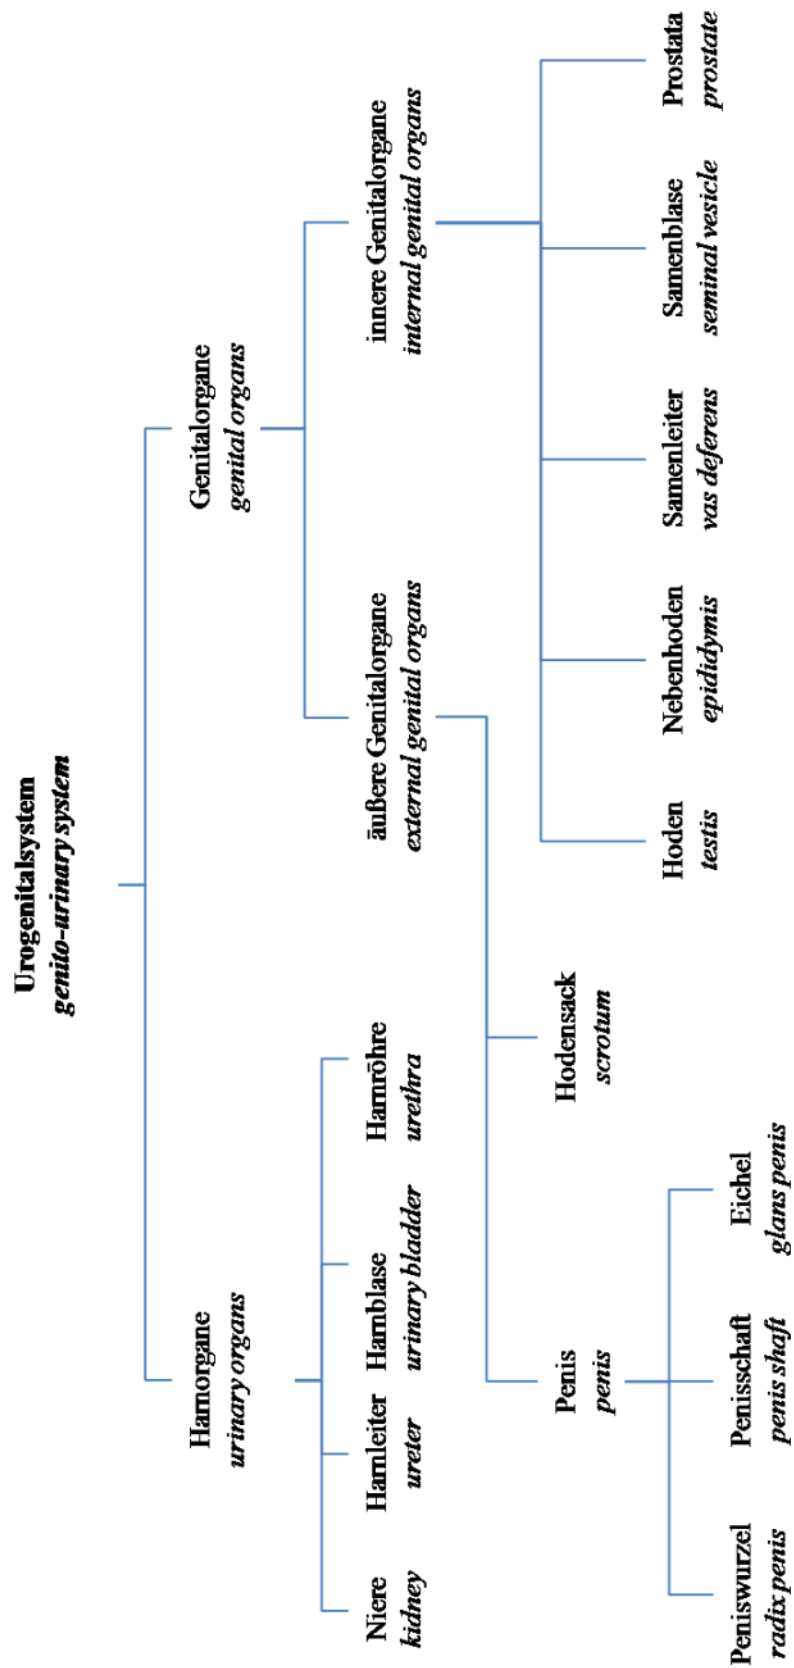 Urogenitalsystem
genito-urinary system
Harnorgane
urinary organs
Genitalorgane
genital organs
Niere
kidney
Harnleiter
ureter
Harnblase
urinary bladder
Harnröhre
urethra
äußere Genitalorgane
external genital organs
innere Genitalorgane
internal genital organs
Penis
penis
Hodensack
scrotum
Hoden
testis
Nebenhoden
epididymis
Samenleiter
vas deferens
Samenblase
seminal vesicle
Prostata
prostate
Peniswurzel
radix penis
Penisschaft
penis shaft
Eichel
glans penis